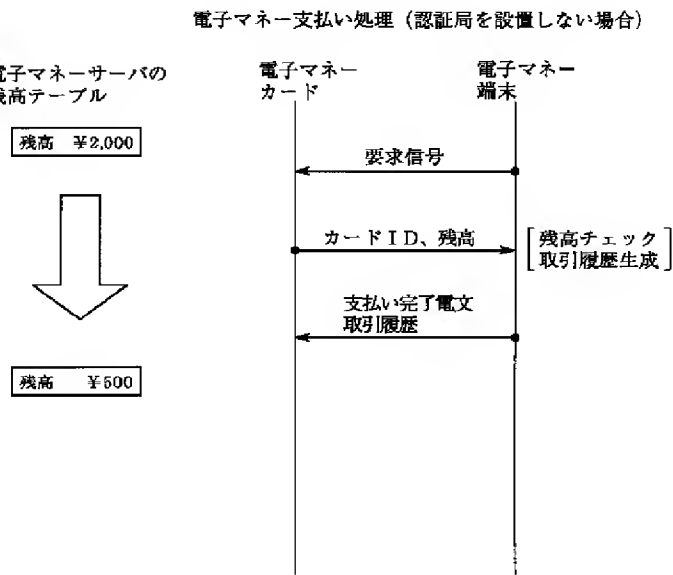 電子マネー支払い処理（認証局を設置しない場合）
電子マネーサーバの
残高テーブル
電子マネー
カード
電子マネー
端末
残高 ¥2,000
要求信号
カードＩＤ、残高
残高チェック
取引履歴生成
支払い完了電文
取引履歴
残高 ¥500